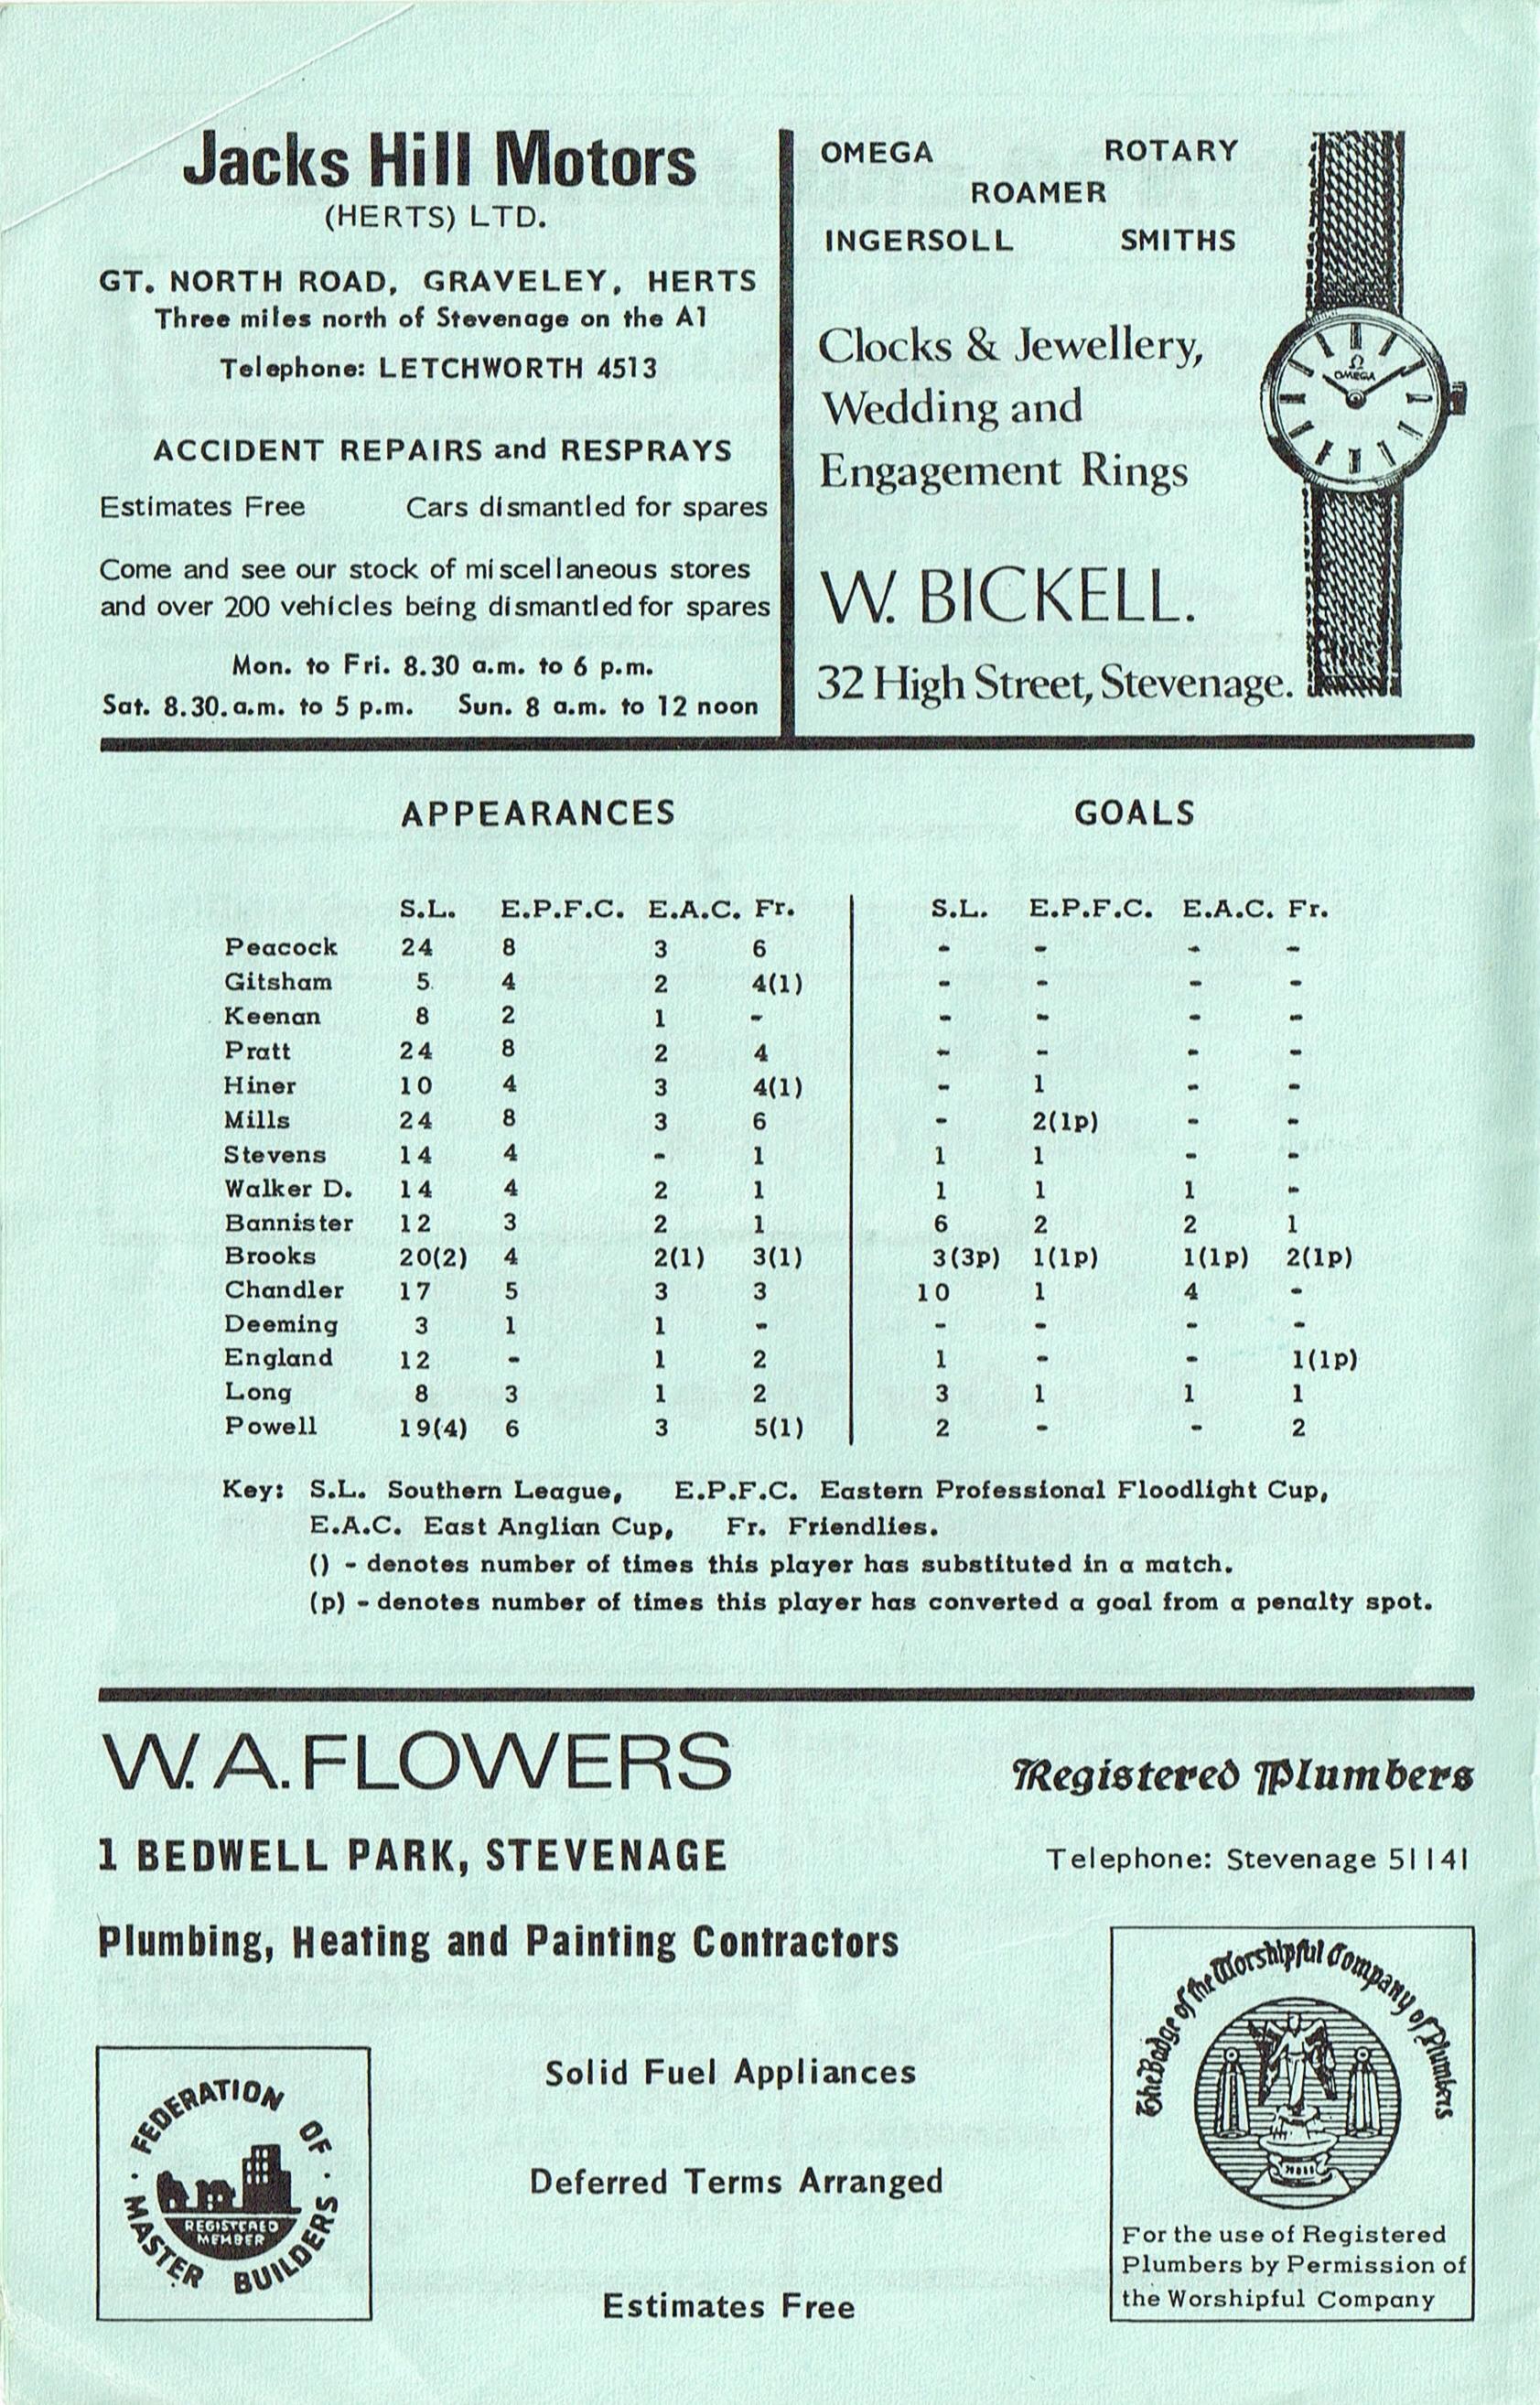 Jacks Hill Motors
(HERTS) LTD.
GT. NORTH ROAD, GRAVELEY, HERTS
Three miles north of Stevenage on the A1
Telephone: LETCHWORTH 4513
ACCIDENT REPAIRS and RESPRAYS
Estimates Free Cars dismantled for spares
Come and see our stock of miscellaneous stores
and over 200 vehicles being dismantled for spares
Mon. to Fri. 8.30 a.m. to 6 p.m.
Sat. 8.30.a.m. to 5 p.m. Sun. 8 a.m. to 12 noon
OMEGA ROTARY
ROAMER
INGERSOLL SMITHS
Ω
OMEGA
Clocks & Jewellery,
Wedding and
Engagement Rings
W. BICKELL.
32 High Street, Stevenage.
APPEARANCES GOALS
S.L. E.P.F.C. E.A.C. Fr. S.L. E.P.F.C. E.A.C. Fr.
Peacock 24 8 3 6 - - - -
Gitsham 5 4 2 4(1) - - - -
Keenan 8 2 1 - - - - -
Pratt 24 8 2 4 - - - -
Hiner 10 4 3 4(1) - 1 - -
Mills 24 8 3 6 - 2(1p) - -
Stevens 14 4 - 1 1 1 - -
Walker D. 14 4 2 1 1 1 1 -
Bannister 12 3 2 1 6 2 2 1
Brooks 20(2) 4 2(1) 3(1) 3(3p) 1(1p) 1(1p) 2(1p)
Chandler 17 5 3 3 10 1 4 -
Deeming 3 1 1 - - - - -
England 12 - 1 2 1 - - 1(1p)
Long 8 3 1 2 3 1 1 1
Powell 19(4) 6 3 5(1) 2 - - 2
Key: S.L. Southern League, E.P.F.C. Eastern Professional Floodlight Cup,
E.A.C. East Anglian Cup, Fr. Friendlies.
() - denotes number of times this player has substituted in a match.
(p) - denotes number of times this player has converted a goal from a penalty spot.
W. A. FLOWERS
Registered Plumbers
1 BEDWELL PARK, STEVENAGE
Telephone: Stevenage 51141
Plumbing, Heating and Painting Contractors
FEDERATION OF
MASTER BUILDERS
REGISTERED
MEMBER
Solid Fuel Appliances
Deferred Terms Arranged
Estimates Free
The Badge of the Worshipful Company of Plumbers
For the use of Registered
Plumbers by Permission of
the Worshipful Company